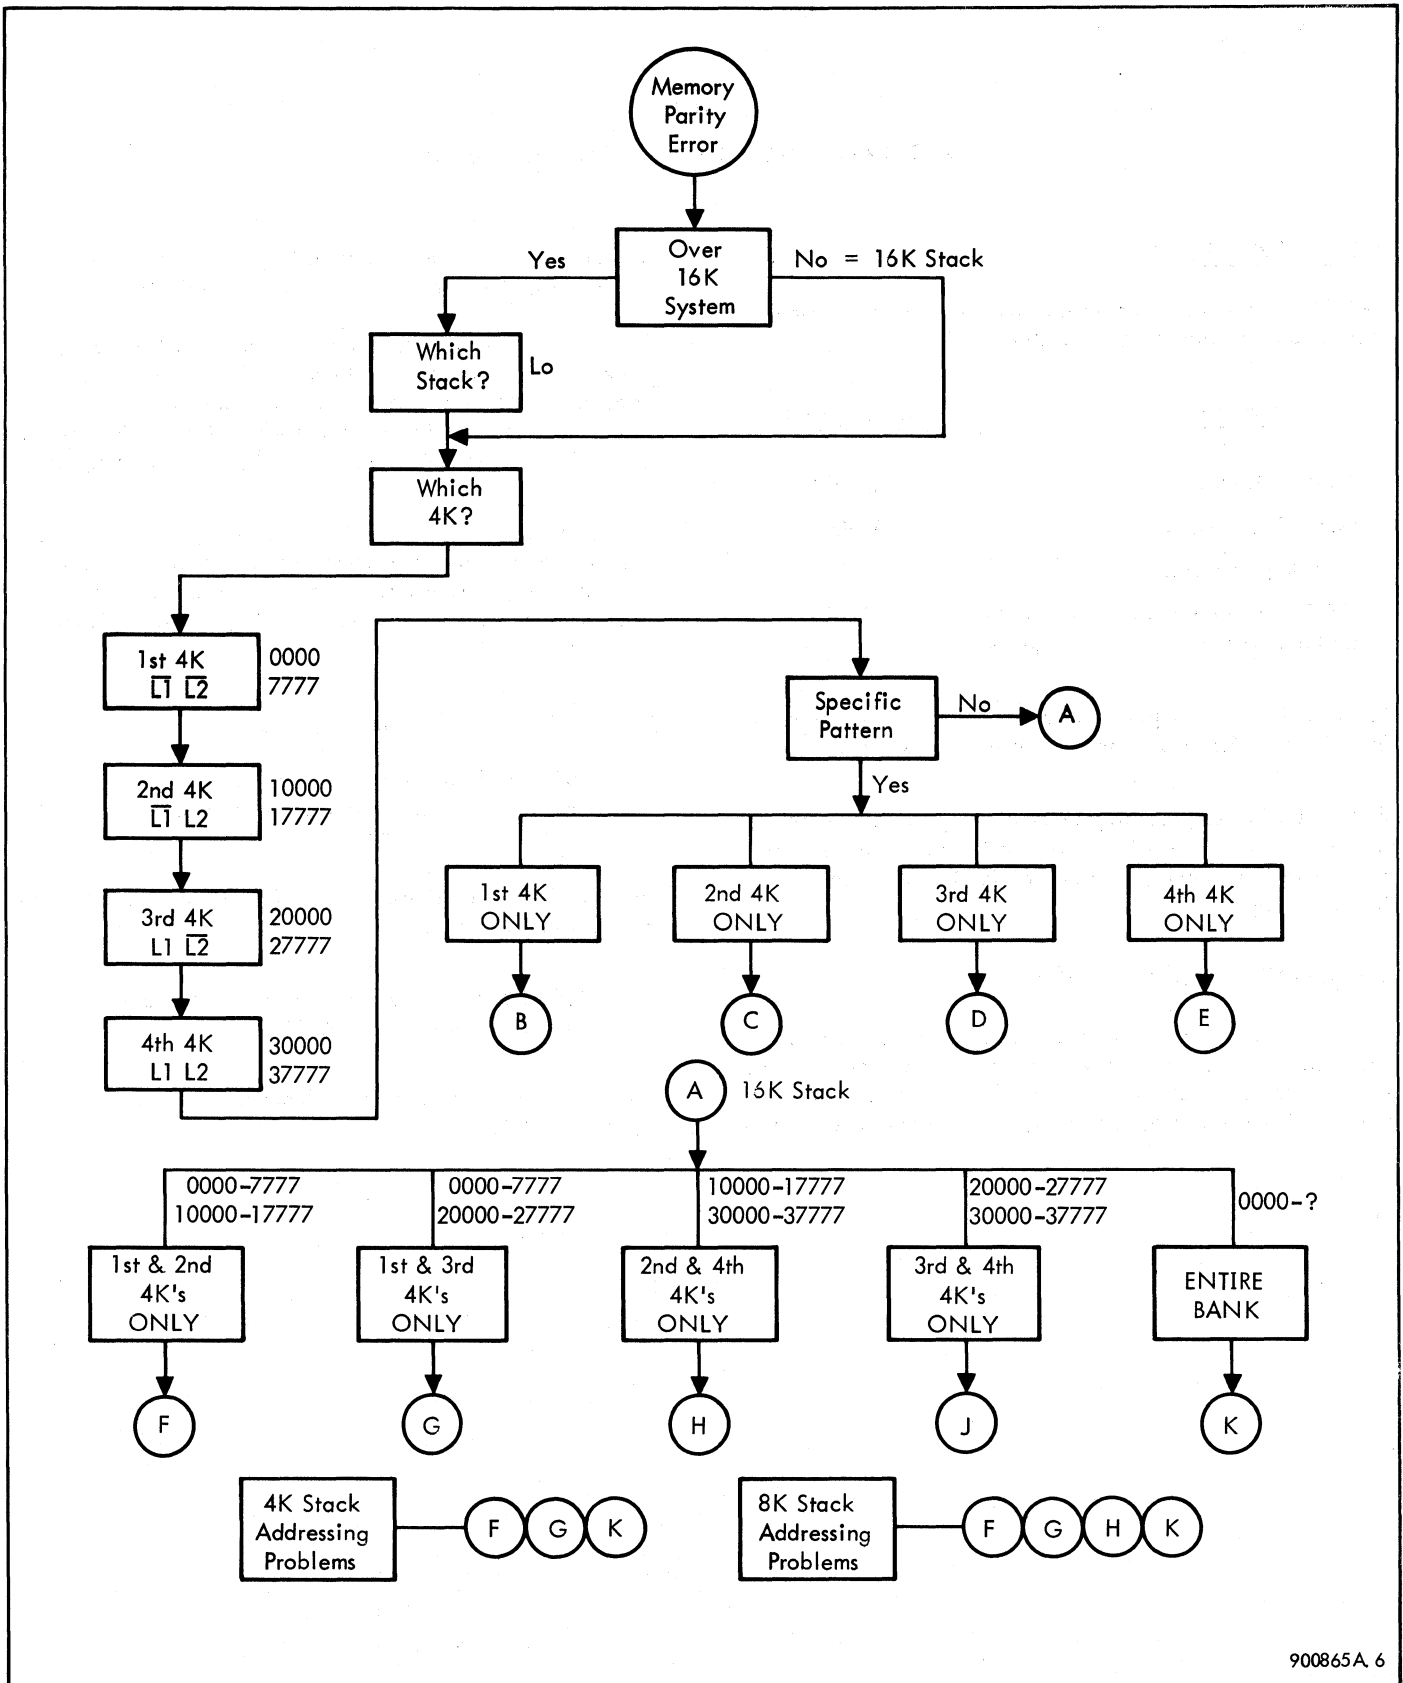 Memory
Parity
Error
Over
16K
System
Yes
No = 16K Stack
Which
Stack?
Lo
Which
4K?
1st 4K
L̅1̅ L̅2̅
0000
7777
2nd 4K
L̅1̅ L2
10000
17777
3rd 4K
L1 L̅2̅
20000
27777
4th 4K
L1 L2
30000
37777
Specific
Pattern
No
A
Yes
1st 4K
ONLY
2nd 4K
ONLY
3rd 4K
ONLY
4th 4K
ONLY
B
C
D
E
A
16K Stack
0000-7777
10000-17777
0000-7777
20000-27777
10000-17777
30000-37777
20000-27777
30000-37777
0000-?
1st & 2nd
4K's
ONLY
1st & 3rd
4K's
ONLY
2nd & 4th
4K's
ONLY
3rd & 4th
4K's
ONLY
ENTIRE
BANK
F
G
H
J
K
4K Stack
Addressing
Problems
F G K
8K Stack
Addressing
Problems
F G H K
900865A. 6